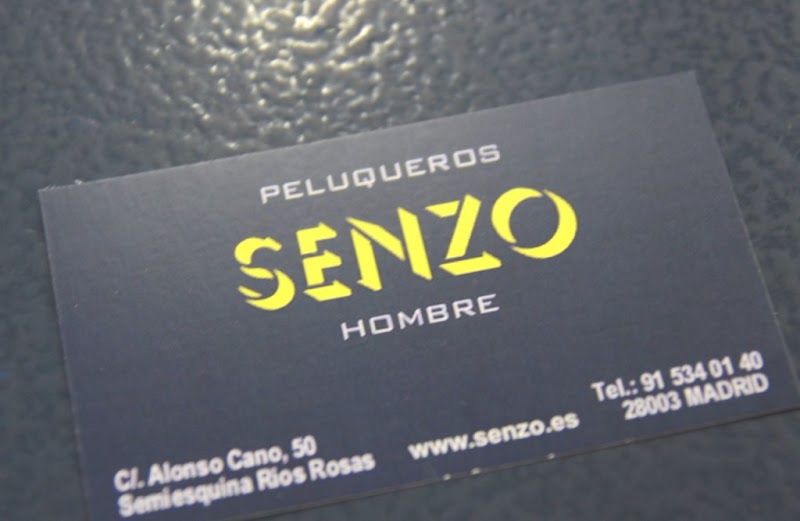 PELUQUEROS
SENZO
HOMBRE
C/. Alonso Cano, 50
Semiesquina Ríos Rosas
www.senzo.es
Tel.: 91 534 01 40
28003 MADRID